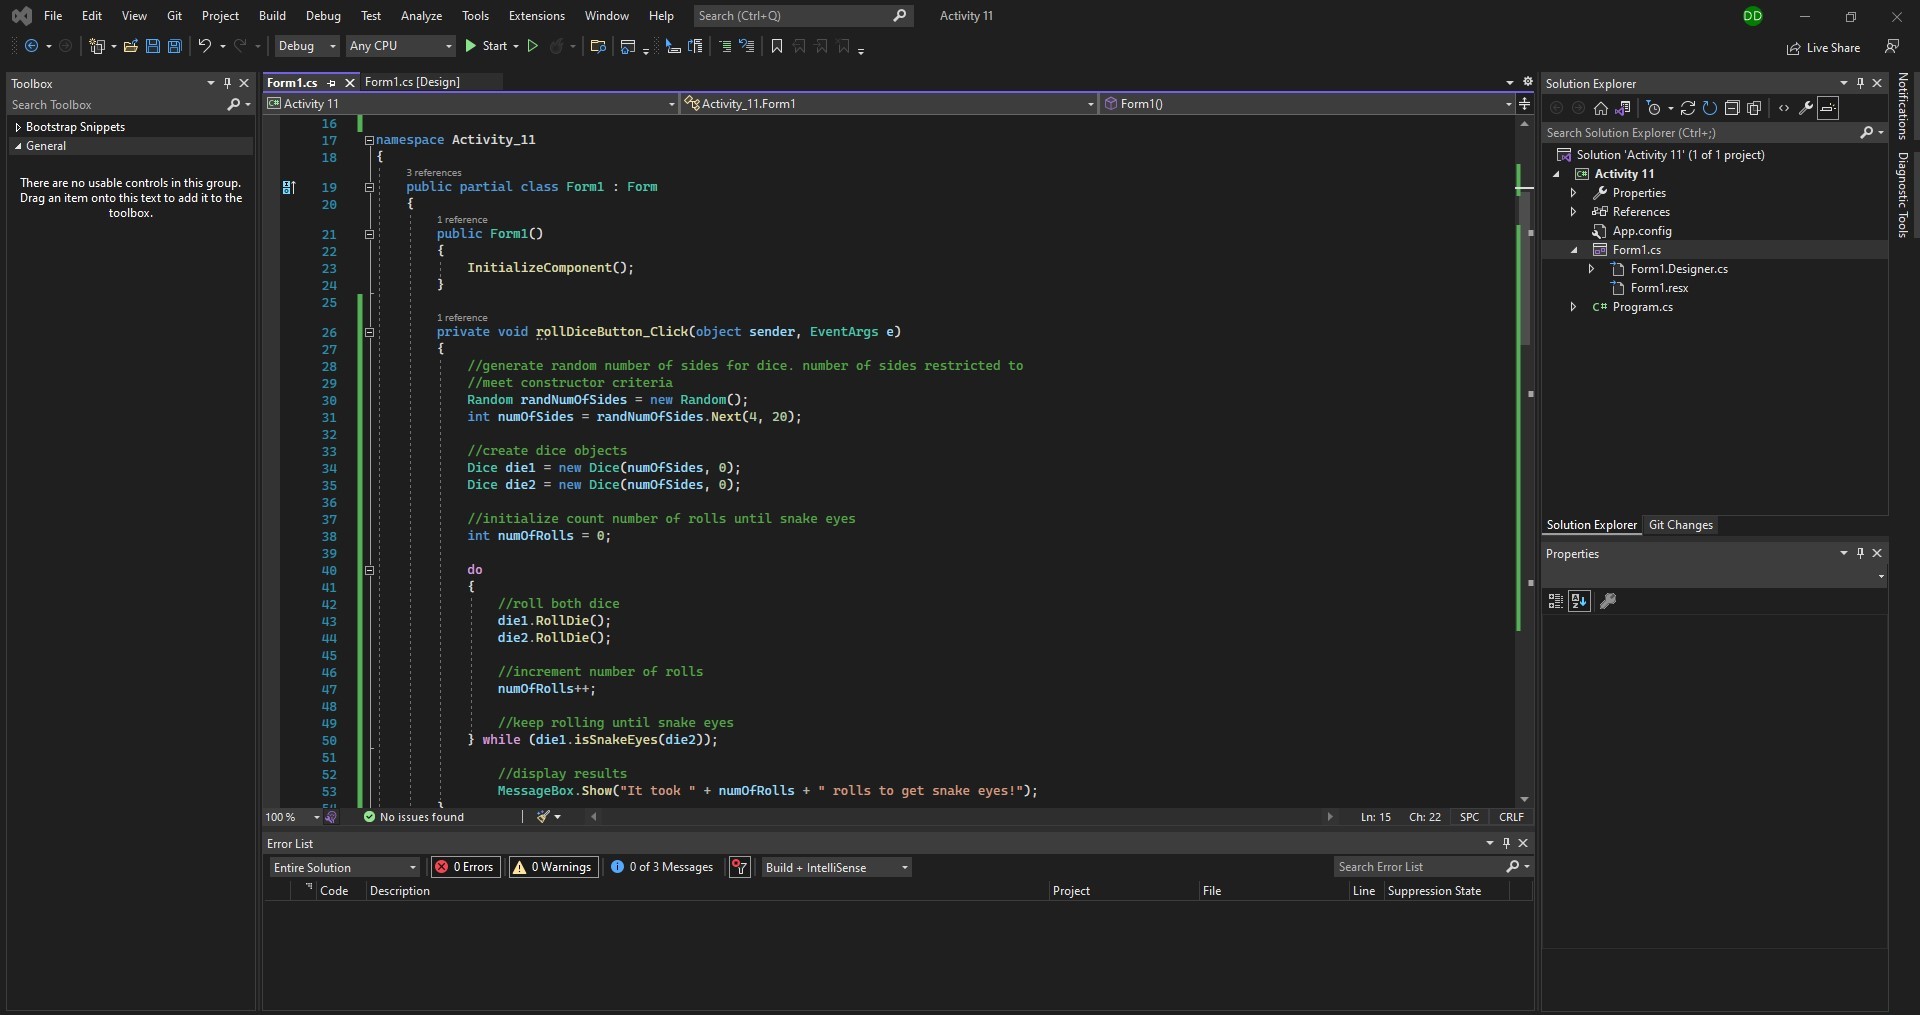 File Edit View Git Project Build Debug Test Analyze Tools Extensions Window Help Search (Ctrl+Q) Activity 11 DD
Debug Any CPU Start Live Share
Toolbox
Search Toolbox
Bootstrap Snippets
General
There are no usable controls in this group.
Drag an item onto this text to add it to the
toolbox.
Form1.cs Form1.cs [Design]
Activity 11 Activity_11.Form1 Form1()
16
17 namespace Activity_11
18 {
3 references
19 public partial class Form1 : Form
20 {
1 reference
21 public Form1()
22 {
23 InitializeComponent();
24 }
25
1 reference
26 private void rollDiceButton_Click(object sender, EventArgs e)
27 {
28 //generate random number of sides for dice. number of sides restricted to
29 //meet constructor criteria
30 Random randNumOfSides = new Random();
31 int numOfSides = randNumOfSides.Next(4, 20);
32
33 //create dice objects
34 Dice die1 = new Dice(numOfSides, 0);
35 Dice die2 = new Dice(numOfSides, 0);
36
37 //initialize count number of rolls until snake eyes
38 int numOfRolls = 0;
39
40 do
41 {
42 //roll both dice
43 die1.RollDie();
44 die2.RollDie();
45
46 //increment number of rolls
47 numOfRolls++;
48
49 //keep rolling until snake eyes
50 } while (die1.isSnakeEyes(die2));
51
52 //display results
53 MessageBox.Show("It took " + numOfRolls + " rolls to get snake eyes!");
100 % No issues found Ln: 15 Ch: 22 SPC CRLF
Error List
Entire Solution 0 Errors 0 Warnings 0 of 3 Messages Build + IntelliSense Search Error List
Code Description Project File Line Suppression State
Solution Explorer
Search Solution Explorer (Ctrl+;)
Solution 'Activity 11' (1 of 1 project)
C# Activity 11
Properties
References
App.config
Form1.cs
Form1.Designer.cs
Form1.resx
C# Program.cs
Solution Explorer Git Changes
Properties
Notifications
Diagnostic Tools